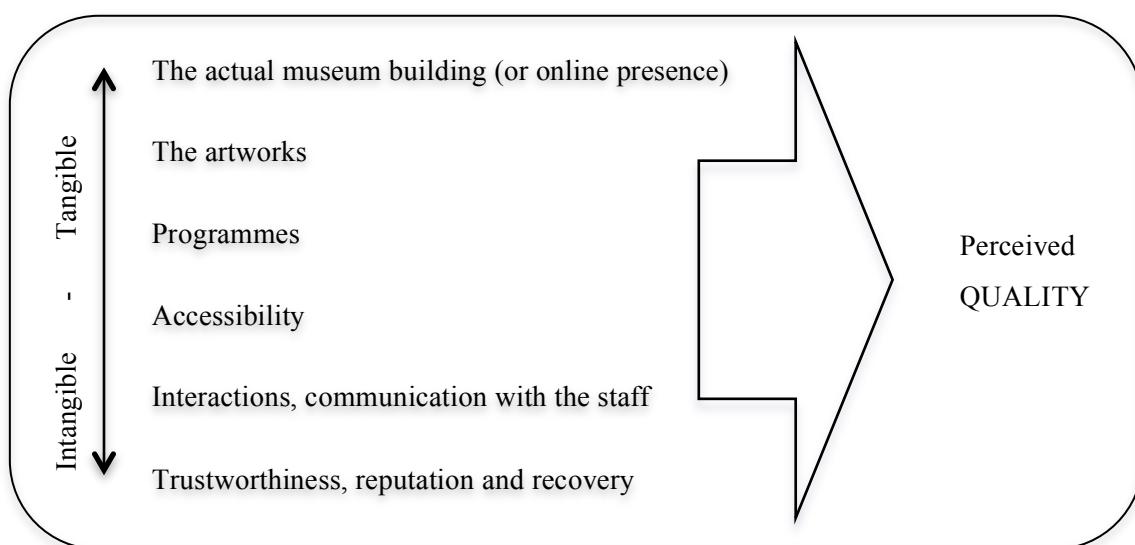 The actual museum building (or online presence)
The artworks
Programmes
Accessibility
Interactions, communication with the staff
Trustworthiness, reputation and recovery
Intangible - Tangible
Perceived
QUALITY